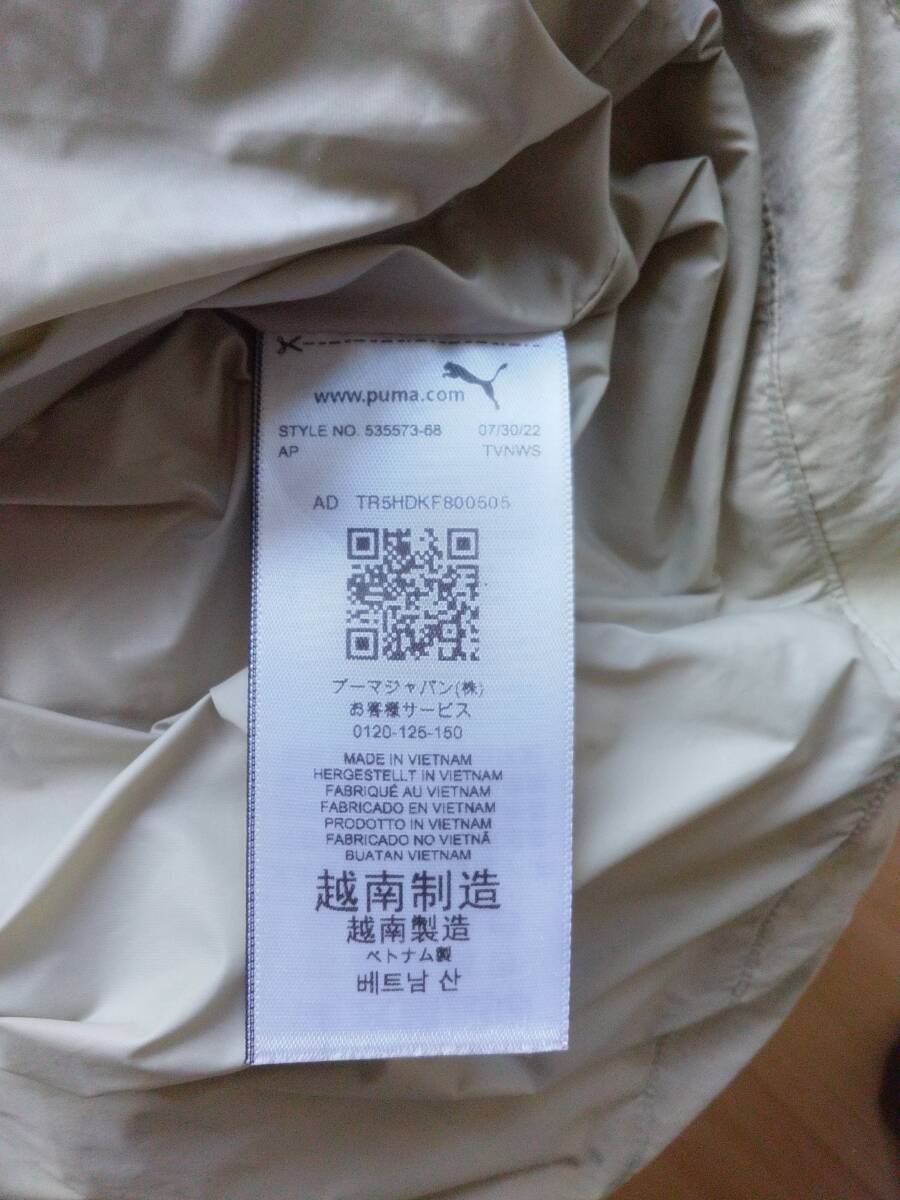 www.puma.com
STYLE NO. 535573-68 07/30/22
AP TVNWS
AD TR5HDKF800505
プーマジャパン(株)
お客様サービス
0120-125-150
MADE IN VIETNAM
HERGESTELLT IN VIETNAM
FABRIQUÉ AU VIETNAM
FABRICADO EN VIETNAM
PRODOTTO IN VIETNAM
FABRICADO NO VIETNÃ
BUATAN VIETNAM
越南制造
越南製造
ベトナム製
베트남 산